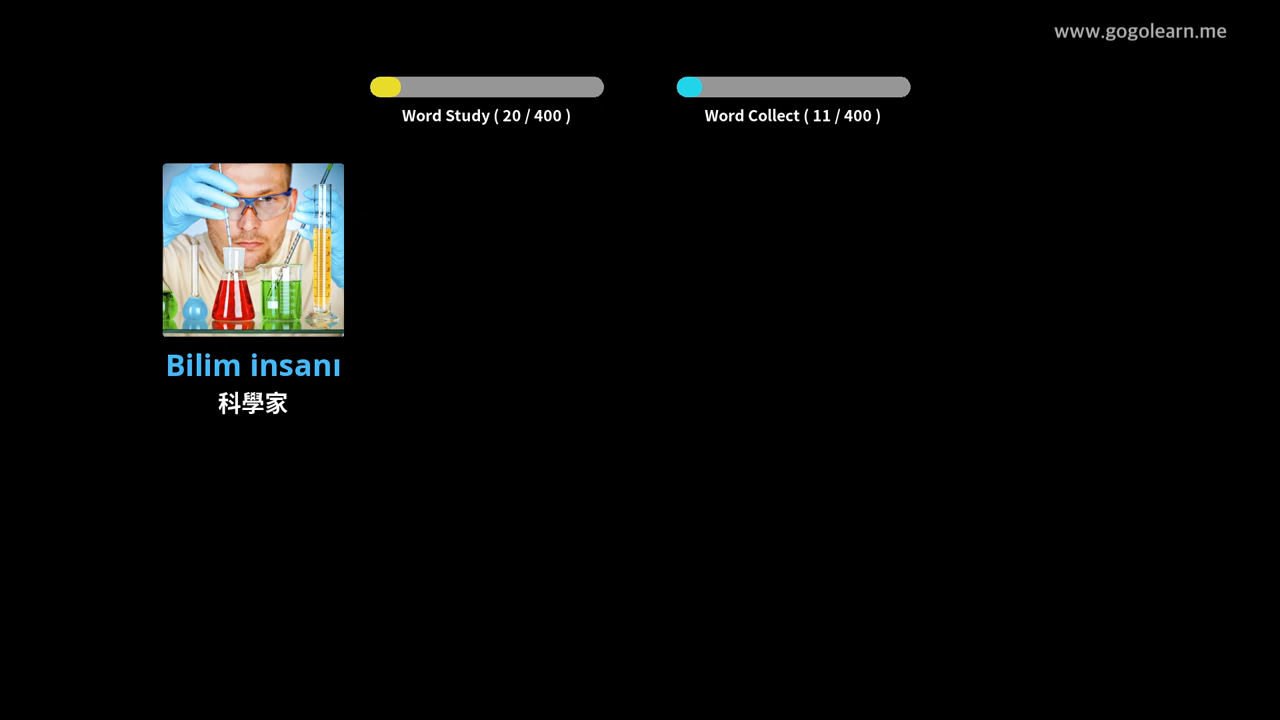 www.gogolearn.me
Word Study ( 20 / 400 )
Word Collect ( 11 / 400 )
Bilim insanı
科學家